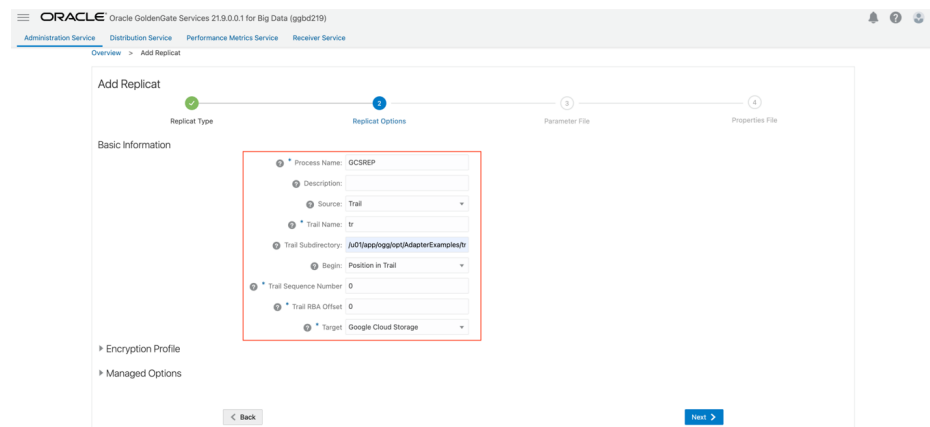 ORACLE Oracle GoldenGate Services 21.9.0.0.1 for Big Data (ggbd219)
Administration Service Distribution Service Performance Metrics Service Receiver Service
Overview > Add Replicat
Add Replicat
2 3 4
Replicat Type Replicat Options Parameter File Properties File
Basic Information
? * Process Name: GCSREP
? Description:
? Source: Trail
? * Trail Name: tr
? Trail Subdirectory: /u01/app/ogg/opt/AdapterExamples/tr
? Begin: Position in Trail
? * Trail Sequence Number 0
? * Trail RBA Offset 0
? * Target Google Cloud Storage
Encryption Profile
Managed Options
< Back Next >